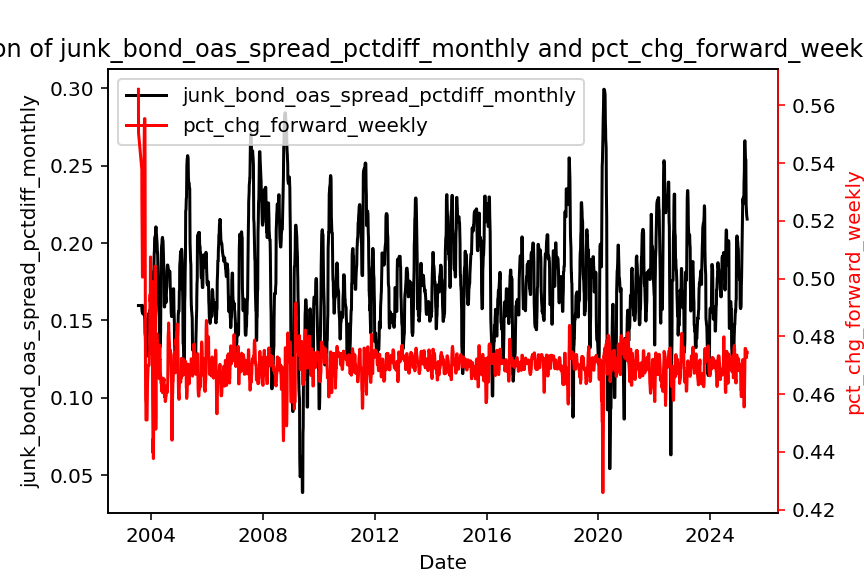 on of junk_bond_oas_spread_pctdiff_monthly and pct_chg_forward_week
junk_bond_oas_spread_pctdiff_monthly
pct_chg_forward_weekly
0.30
0.25
0.20
0.15
0.10
0.05
junk_bond_oas_spread_pctdiff_monthly
0.56
0.54
0.52
0.50
0.48
0.46
0.44
0.42
pct_chg_forward_weekly
2004 2008 2012 2016 2020 2024
Date